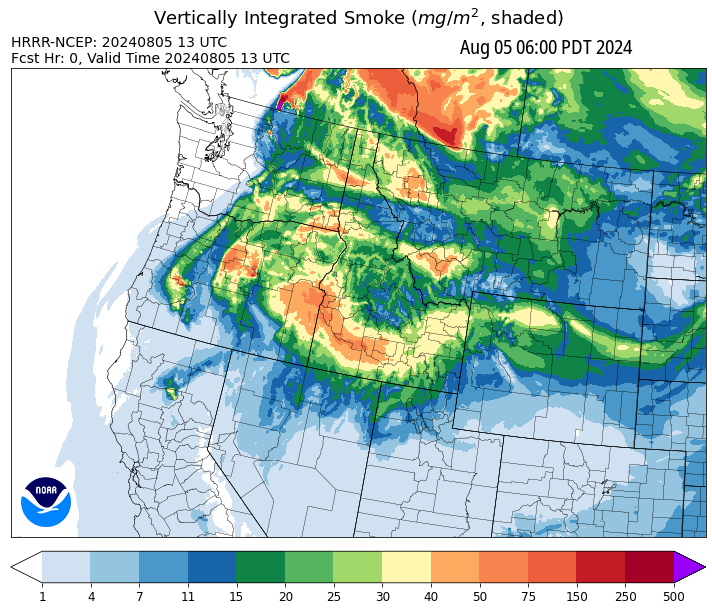 Vertically Integrated Smoke (mg/m², shaded)
HRRR-NCEP: 20240805 13 UTC
Aug 05 06:00 PDT 2024
Fcst Hr: 0, Valid Time 20240805 13 UTC
NOAA
1 4 7 11 15 20 25 30 40 50 75 150 250 500